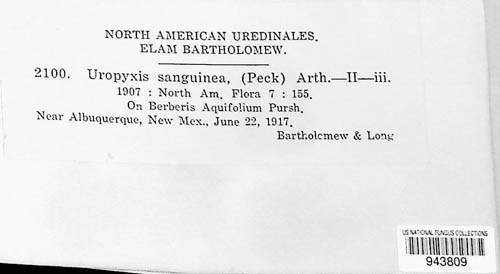 NORTH AMERICAN UREDINALES.
ELAM BARTHOLOMEW.
2100. Uropyxis sanguinea, (Peck) Arth.—II—iii.
1907 : North Am. Flora 7 : 155.
On Berberis Aquifolium Pursh.
Near Albuquerque, New Mex., June 22, 1917.
Bartholomew & Long
US NATIONAL FUNGUS COLLECTIONS
943809